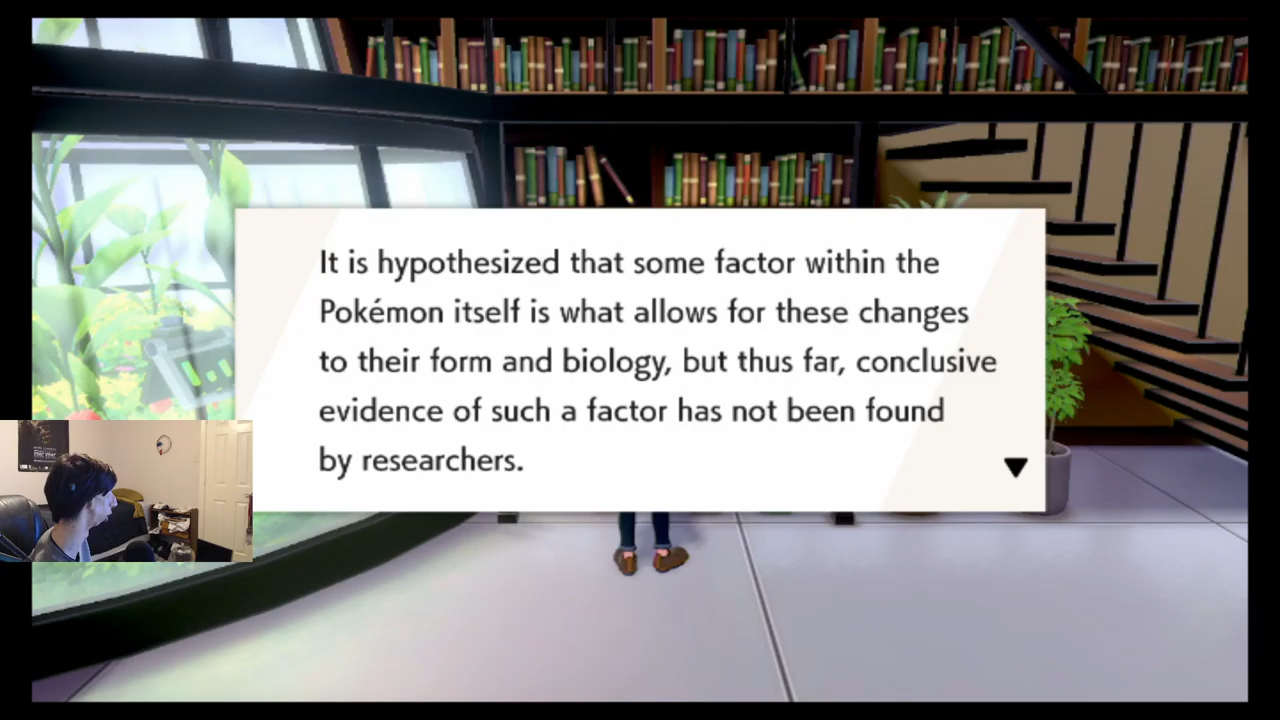 It is hypothesized that some factor within the
Pokémon itself is what allows for these changes
to their form and biology, but thus far, conclusive
evidence of such a factor has not been found
by researchers.